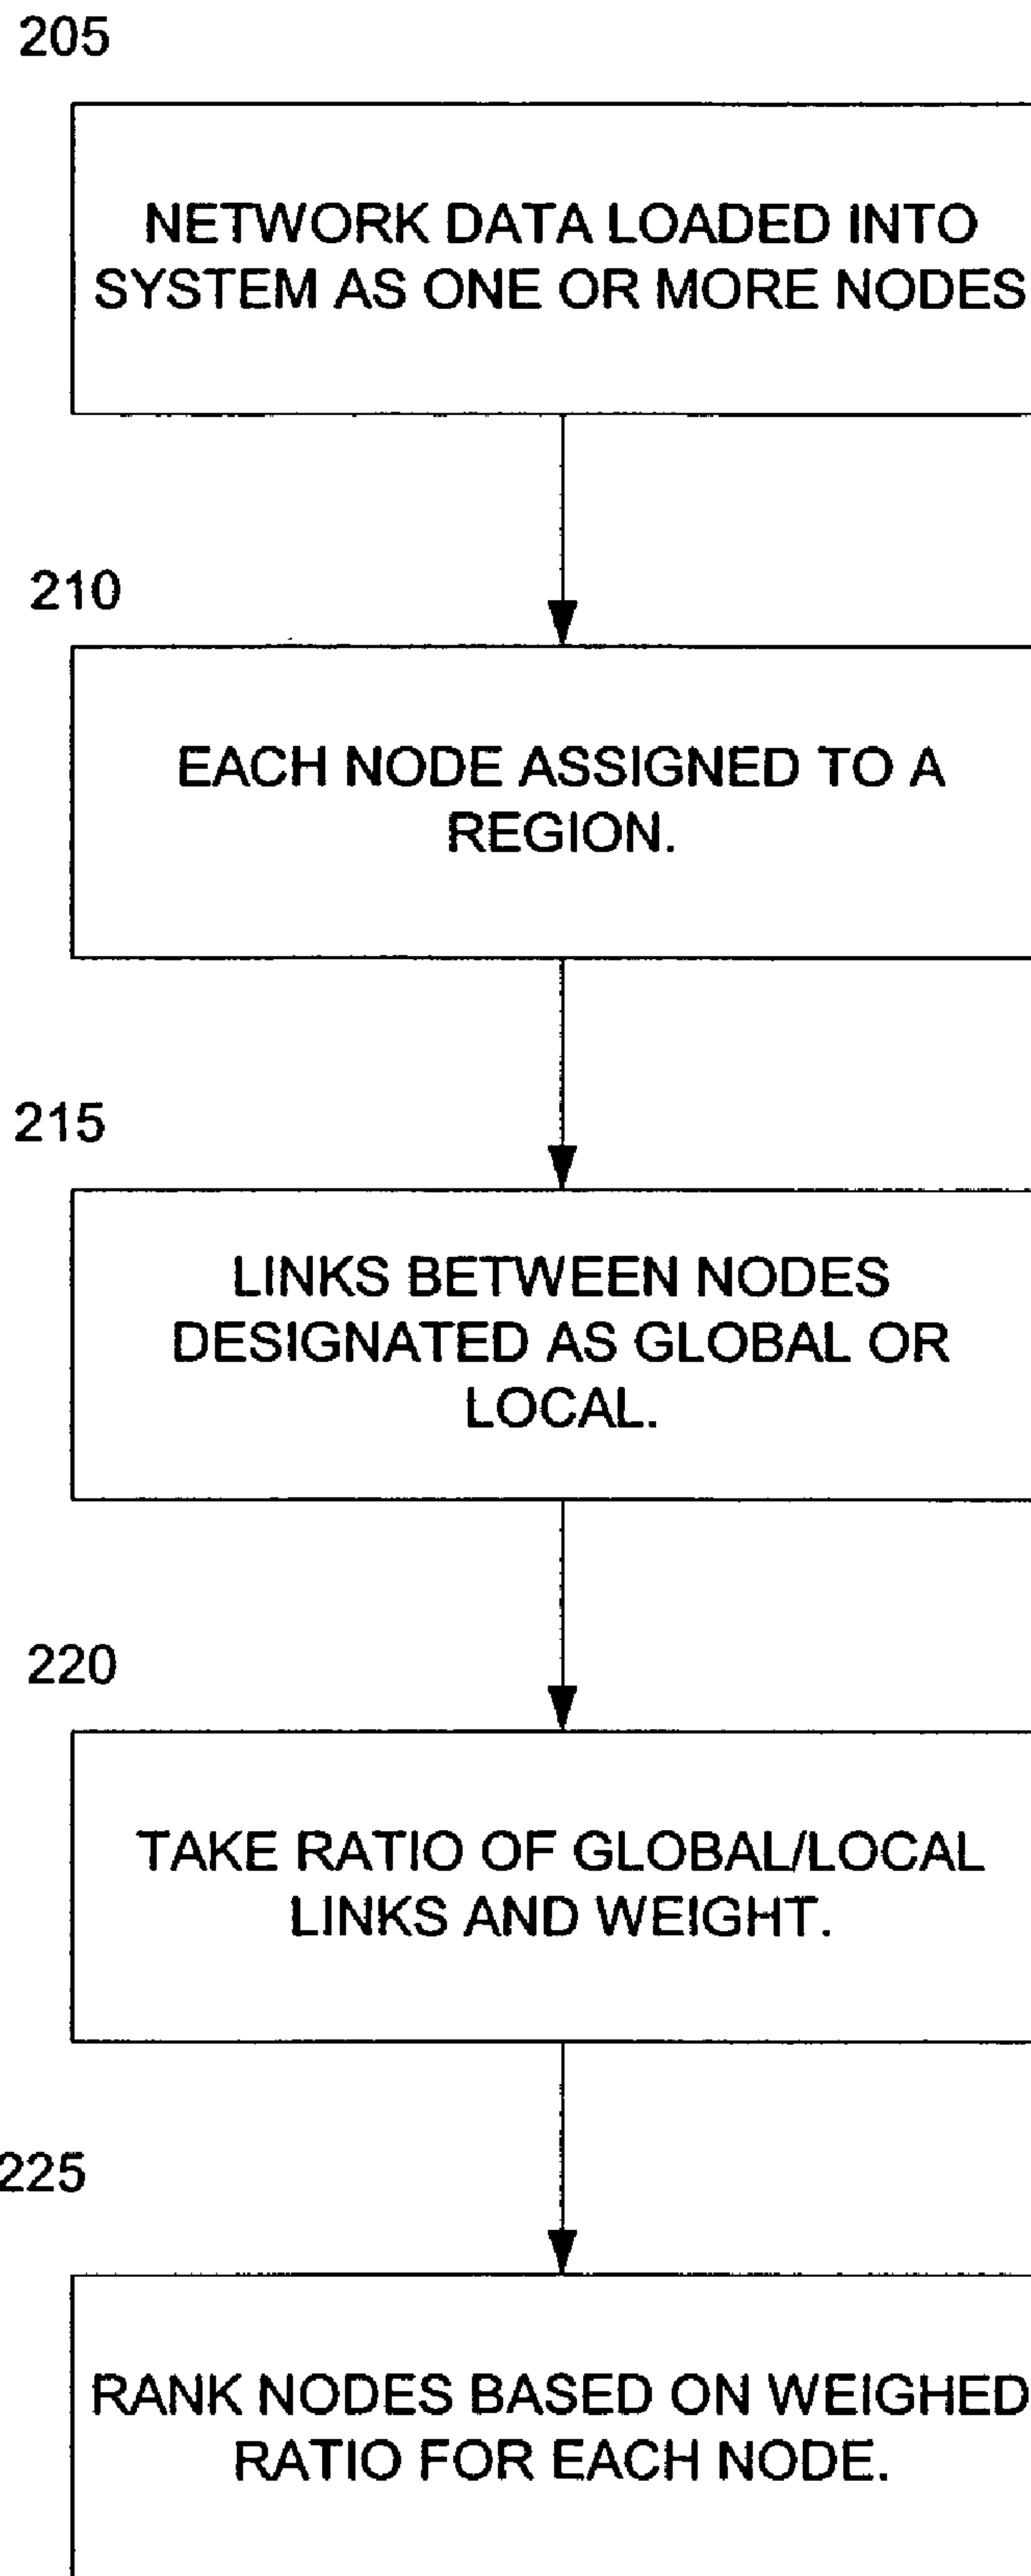 205
NETWORK DATA LOADED INTO
SYSTEM AS ONE OR MORE NODES
210
EACH NODE ASSIGNED TO A
REGION.
215
LINKS BETWEEN NODES
DESIGNATED AS GLOBAL OR
LOCAL.
220
TAKE RATIO OF GLOBAL/LOCAL
LINKS AND WEIGHT.
225
RANK NODES BASED ON WEIGHED
RATIO FOR EACH NODE.